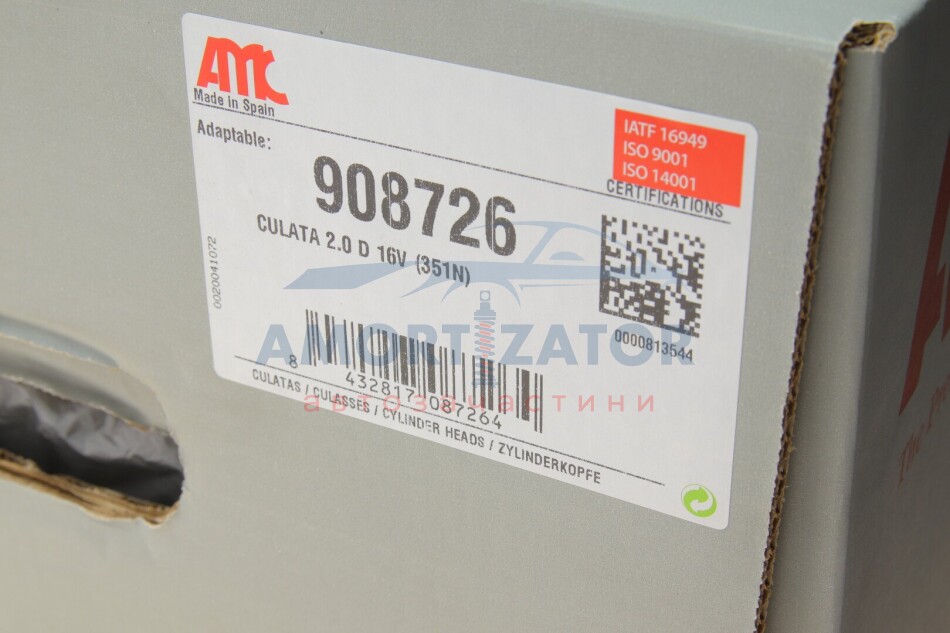 AMC
Made in Spain
IATF 16949
ISO 9001
ISO 14001
CERTIFICATIONS
Adaptable:
908726
CULATA 2.0 D 16V (351N)
0020041072
0000813544
AMORTIZATOR
автозапчастини
8 432817 087264
CULATAS / CULASSES / CYLINDER HEADS / ZYLINDERKOPFE